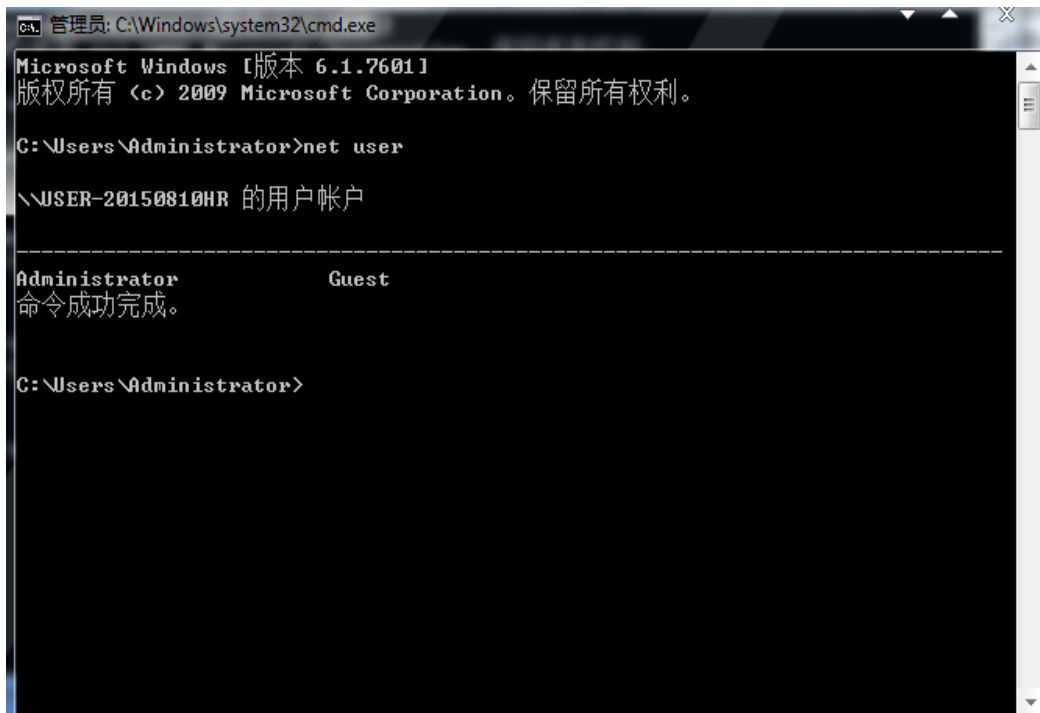 管理员: C:\Windows\system32\cmd.exe
Microsoft Windows [版本 6.1.7601]
版权所有 (c) 2009 Microsoft Corporation。保留所有权利。
C:\Users\Administrator>net user
\\USER-20150810HR 的用户帐户
-------------------------------------------------------------------------------
Administrator            Guest
命令成功完成。
C:\Users\Administrator>